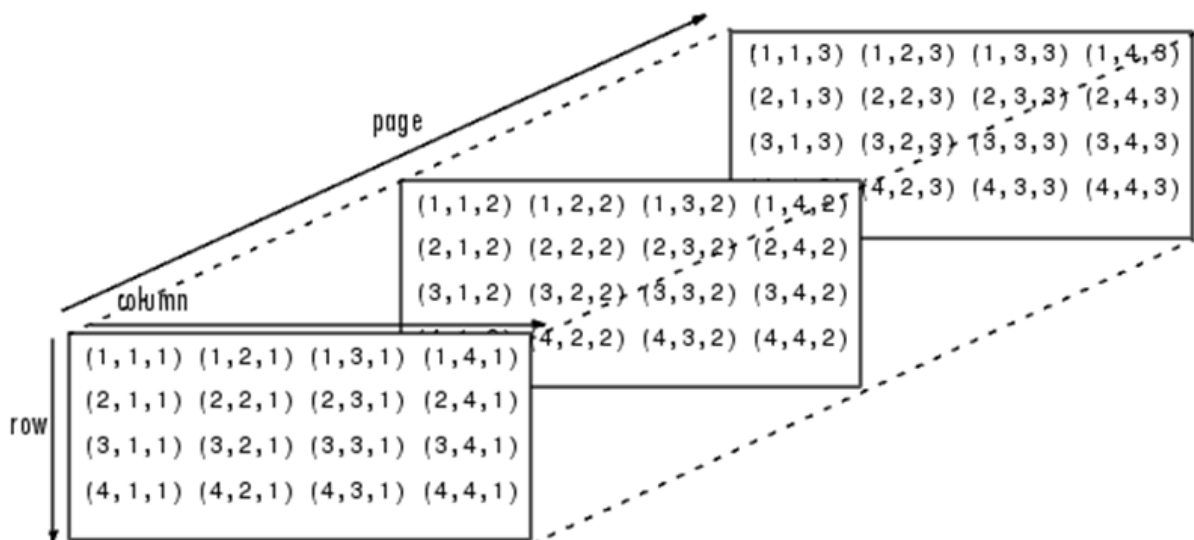 page
(1,1,3) (1,2,3) (1,3,3) (1,4,3)
(2,1,3) (2,2,3) (2,3,3) (2,4,3)
(3,1,3) (3,2,3) (3,3,3) (3,4,3)
(4,2,3) (4,3,3) (4,4,3)
(1,1,2) (1,2,2) (1,3,2) (1,4,2)
(2,1,2) (2,2,2) (2,3,2) (2,4,2)
(3,1,2) (3,2,2) (3,3,2) (3,4,2)
(4,2,2) (4,3,2) (4,4,2)
column
row
(1,1,1) (1,2,1) (1,3,1) (1,4,1)
(2,1,1) (2,2,1) (2,3,1) (2,4,1)
(3,1,1) (3,2,1) (3,3,1) (3,4,1)
(4,1,1) (4,2,1) (4,3,1) (4,4,1)